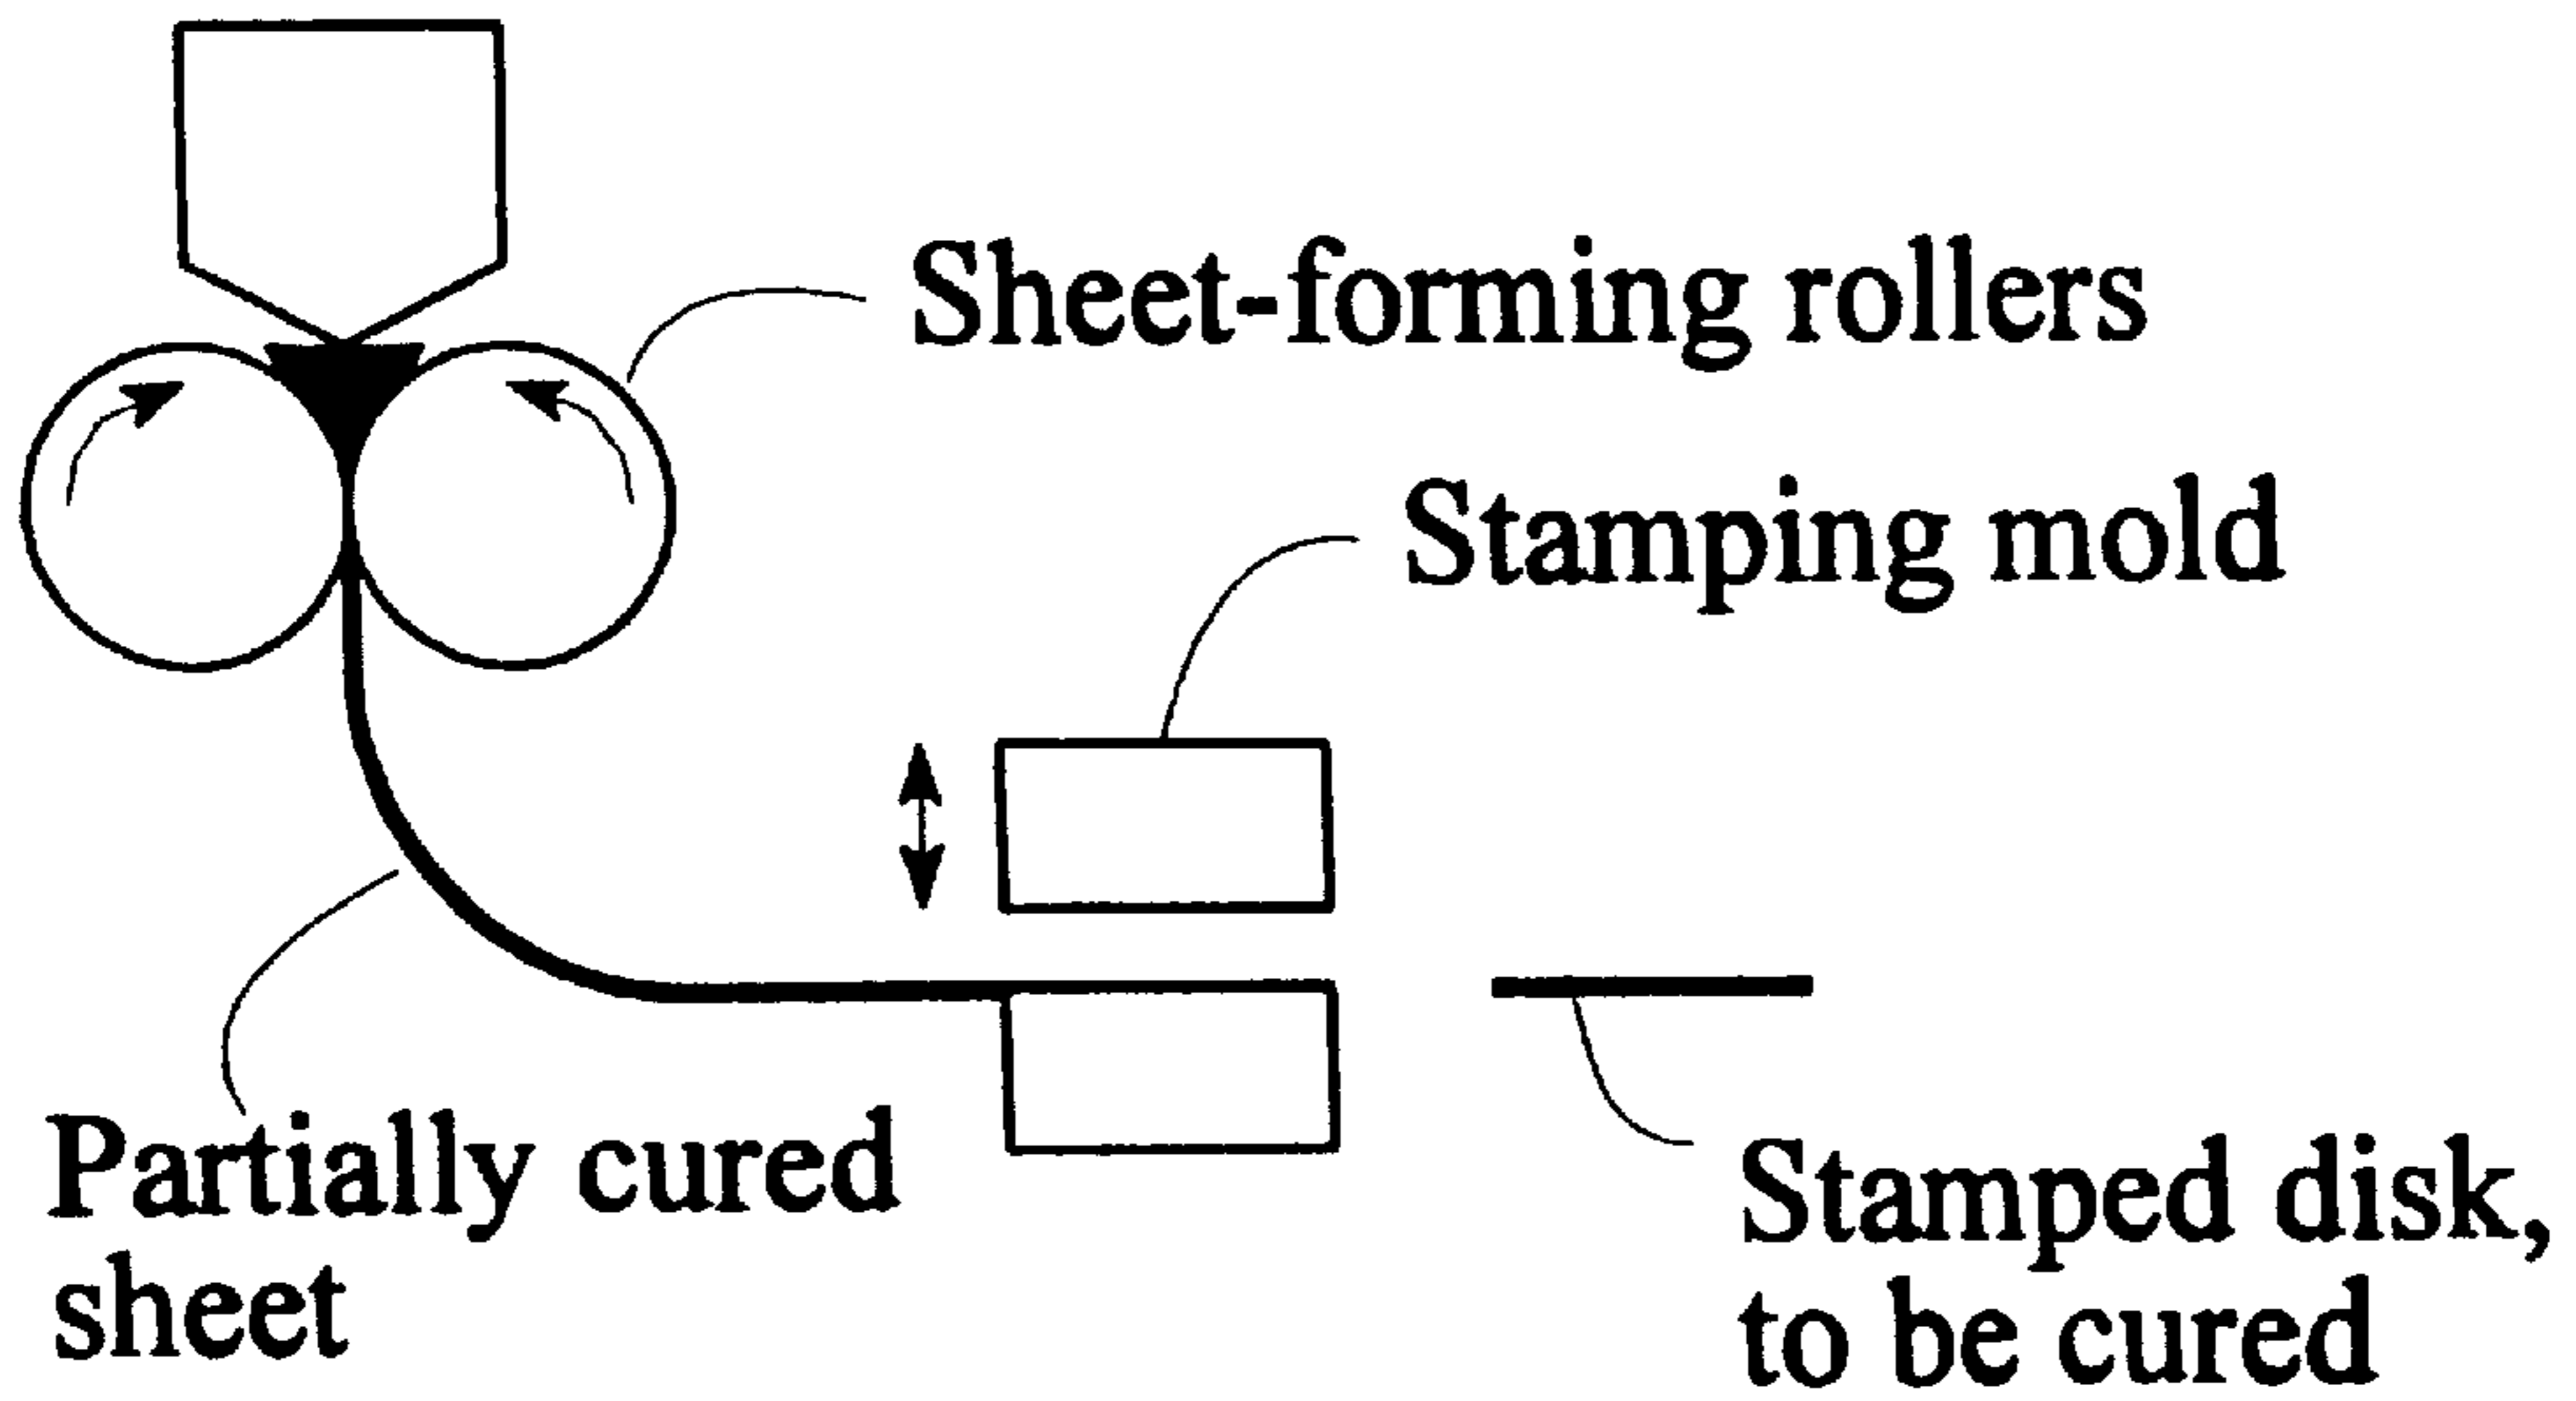 Sheet-forming rollers
Stamping mold
Partially cured
sheet
Stamped disk,
to be cured